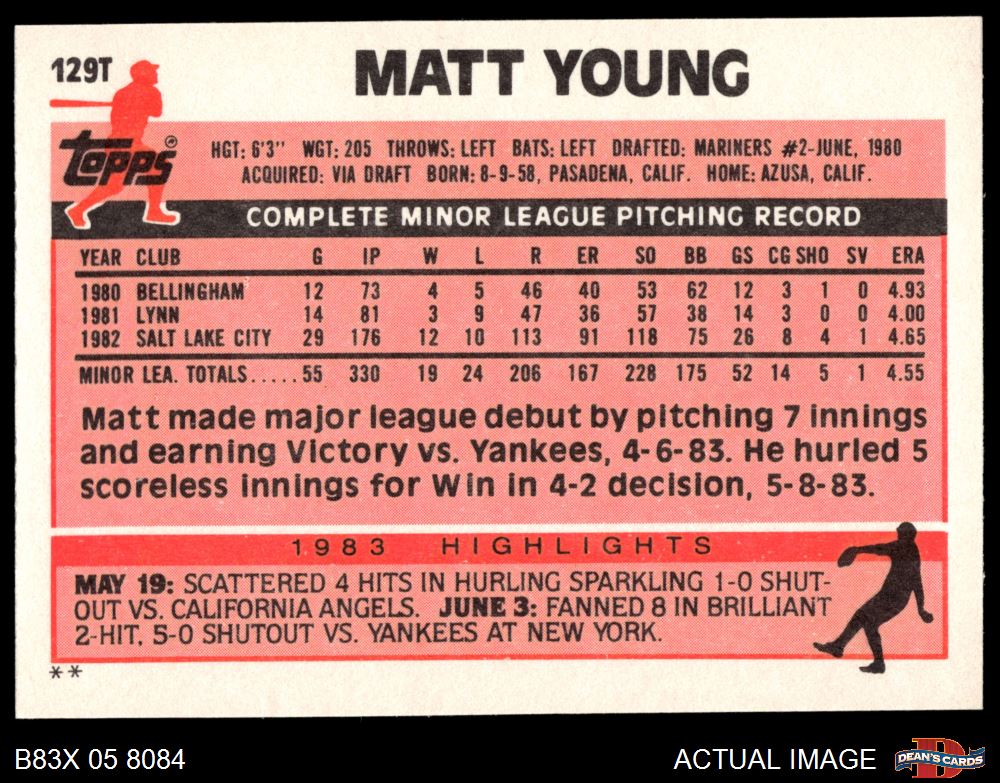 129T
MATT YOUNG
topps®
HGT: 6'3" WGT: 205 THROWS: LEFT BATS: LEFT DRAFTED: MARINERS #2-JUNE, 1980
ACQUIRED: VIA DRAFT BORN: 8-9-58, PASADENA, CALIF. HOME: AZUSA, CALIF.
COMPLETE MINOR LEAGUE PITCHING RECORD
YEAR CLUB G IP W L R ER SO BB GS CG SHO SV ERA
1980 BELLINGHAM 12 73 4 5 46 40 53 62 12 3 1 0 4.93
1981 LYNN 14 81 3 9 47 36 57 38 14 3 0 0 4.00
1982 SALT LAKE CITY 29 176 12 10 113 91 118 75 26 8 4 1 4.65
MINOR LEA. TOTALS..... 55 330 19 24 206 167 228 175 52 14 5 1 4.55
Matt made major league debut by pitching 7 innings
and earning Victory vs. Yankees, 4-6-83. He hurled 5
scoreless innings for Win in 4-2 decision, 5-8-83.
1983 HIGHLIGHTS
MAY 19: SCATTERED 4 HITS IN HURLING SPARKLING 1-0 SHUT-
OUT VS. CALIFORNIA ANGELS. JUNE 3: FANNED 8 IN BRILLIANT
2-HIT, 5-0 SHUTOUT VS. YANKEES AT NEW YORK.
**
B83X 05 8084
ACTUAL IMAGE
D
DEAN'S CARDS